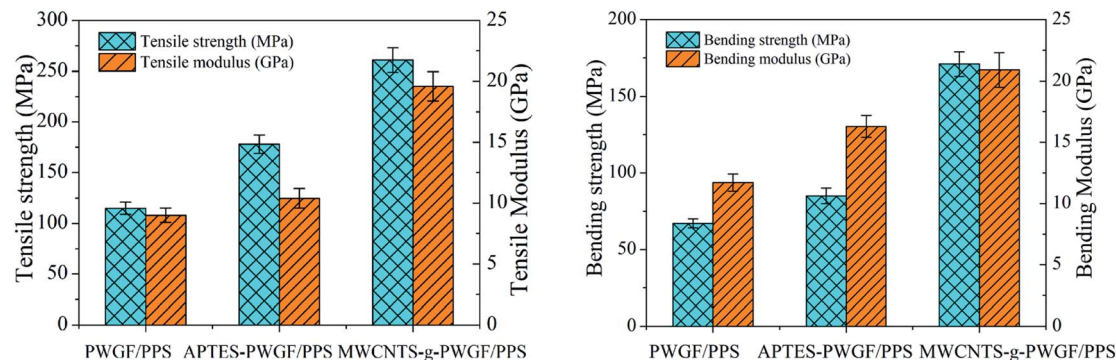 300
250
200
150
100
50
0
Tensile strength (MPa)
Tensile strength (MPa)
Tensile modulus (GPa)
25
20
15
10
5
0
Tensile Modulus (GPa)
PWGF/PPS APTES-PWGF/PPS MWCNTS-g-PWGF/PPS
200
150
100
50
0
Bending strength (MPa)
Bending strength (MPa)
Bending modulus (GPa)
25
20
15
10
5
0
Bending Modulus (GPa)
PWGF/PPS APTES-PWGF/PPS MWCNTS-g-PWGF/PPS